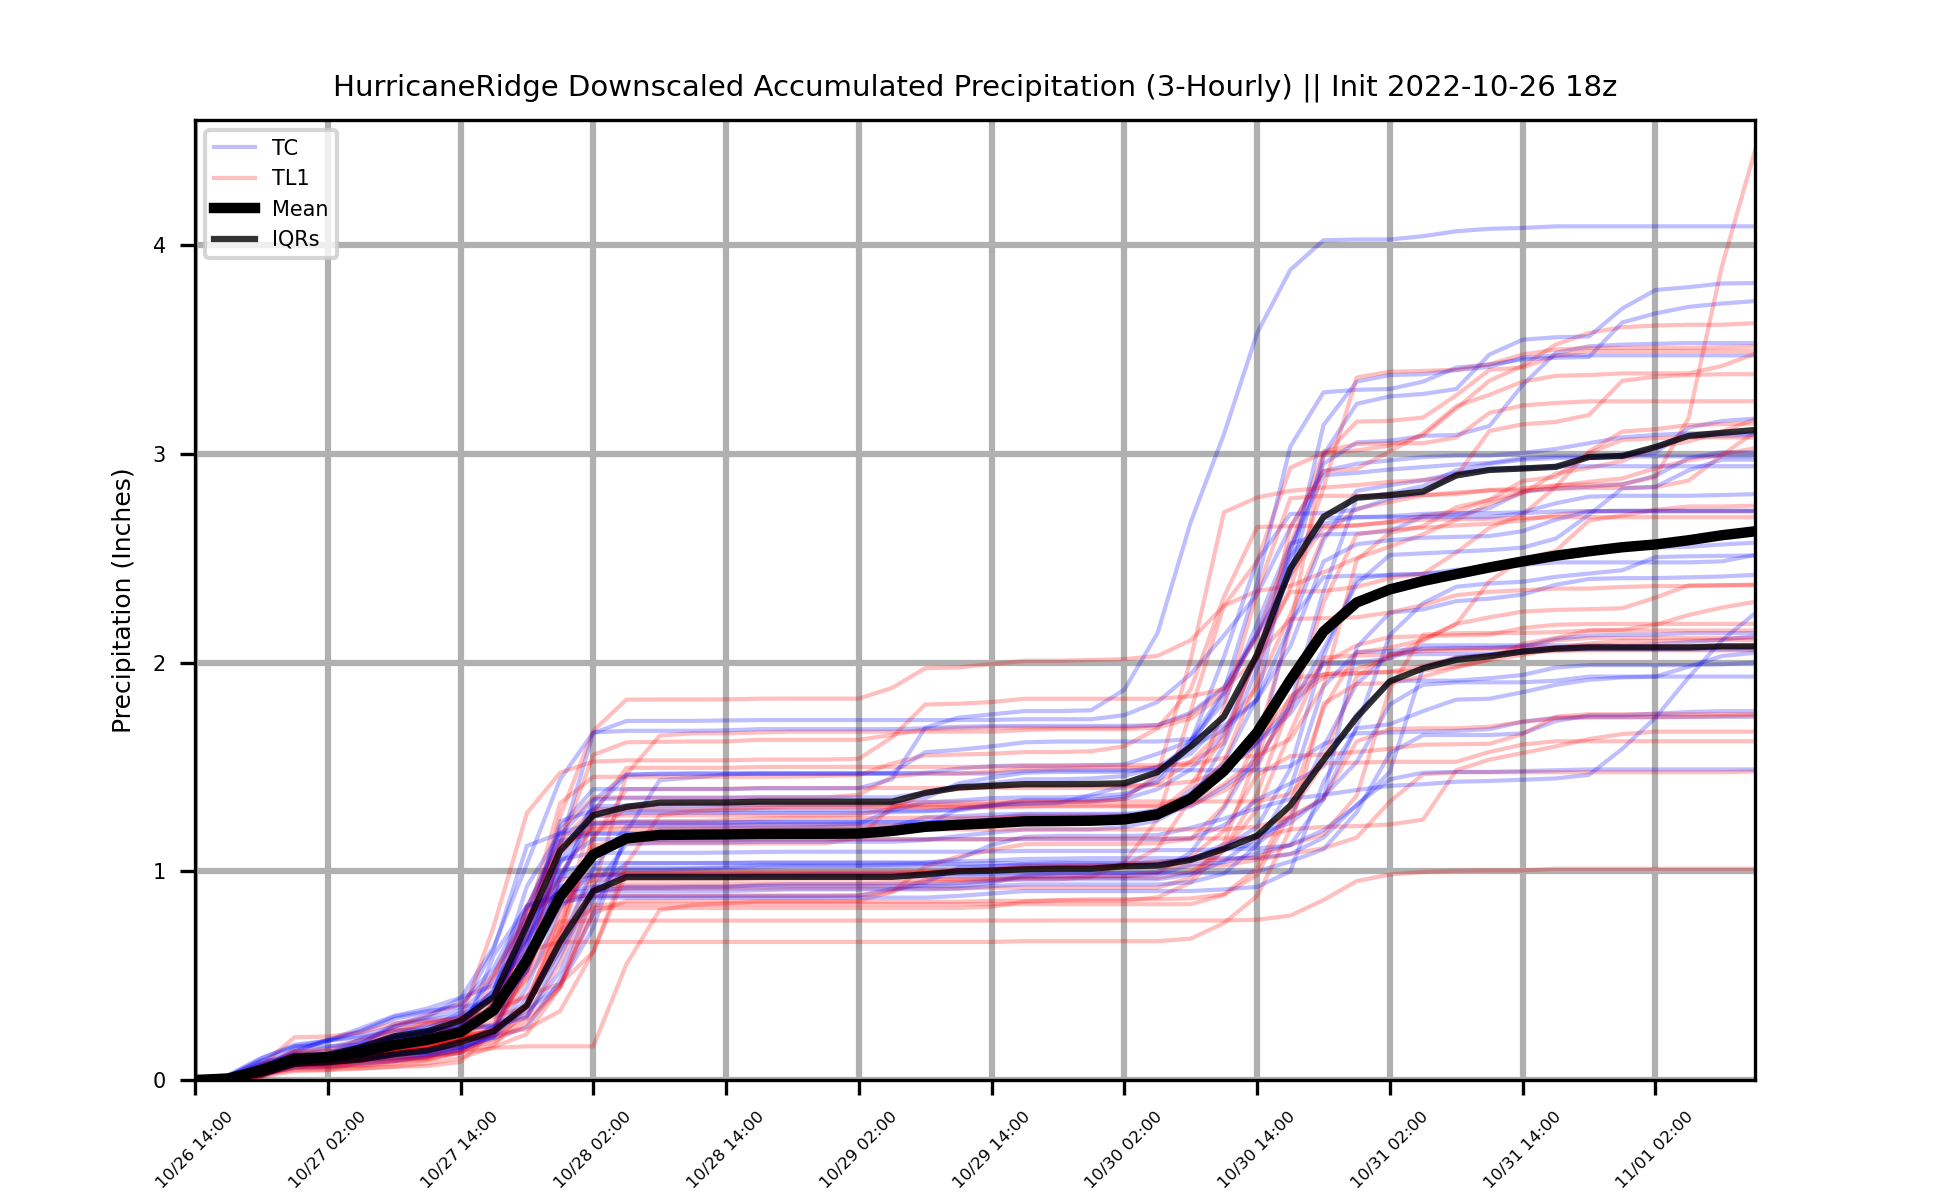 HurricaneRidge Downscaled Accumulated Precipitation (3-Hourly) || Init 2022-10-26 18z
TC
TL1
Mean
IQRs
Precipitation (Inches)
4
3
2
1
0
10/26 14:00
10/27 02:00
10/27 14:00
10/28 02:00
10/28 14:00
10/29 02:00
10/29 14:00
10/30 02:00
10/30 14:00
10/31 02:00
10/31 14:00
11/01 02:00